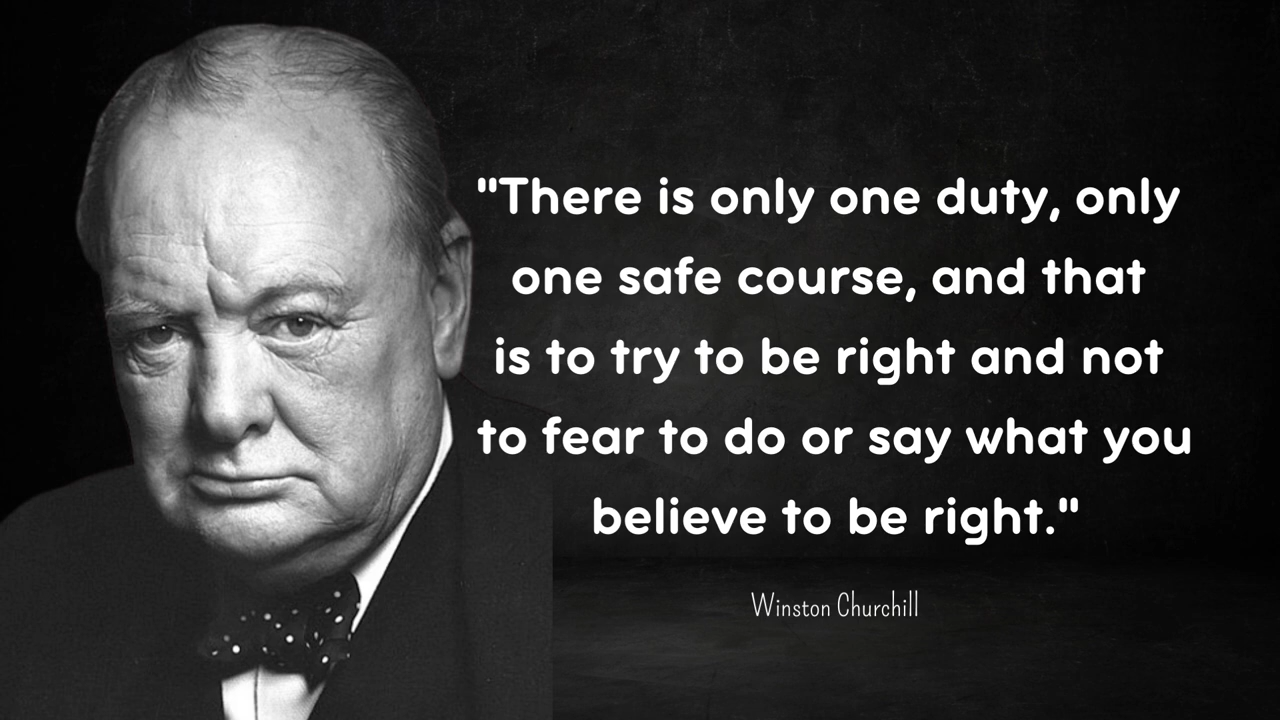 "There is only one duty, only
one safe course, and that
is to try to be right and not
to fear to do or say what you
believe to be right."
Winston Churchill